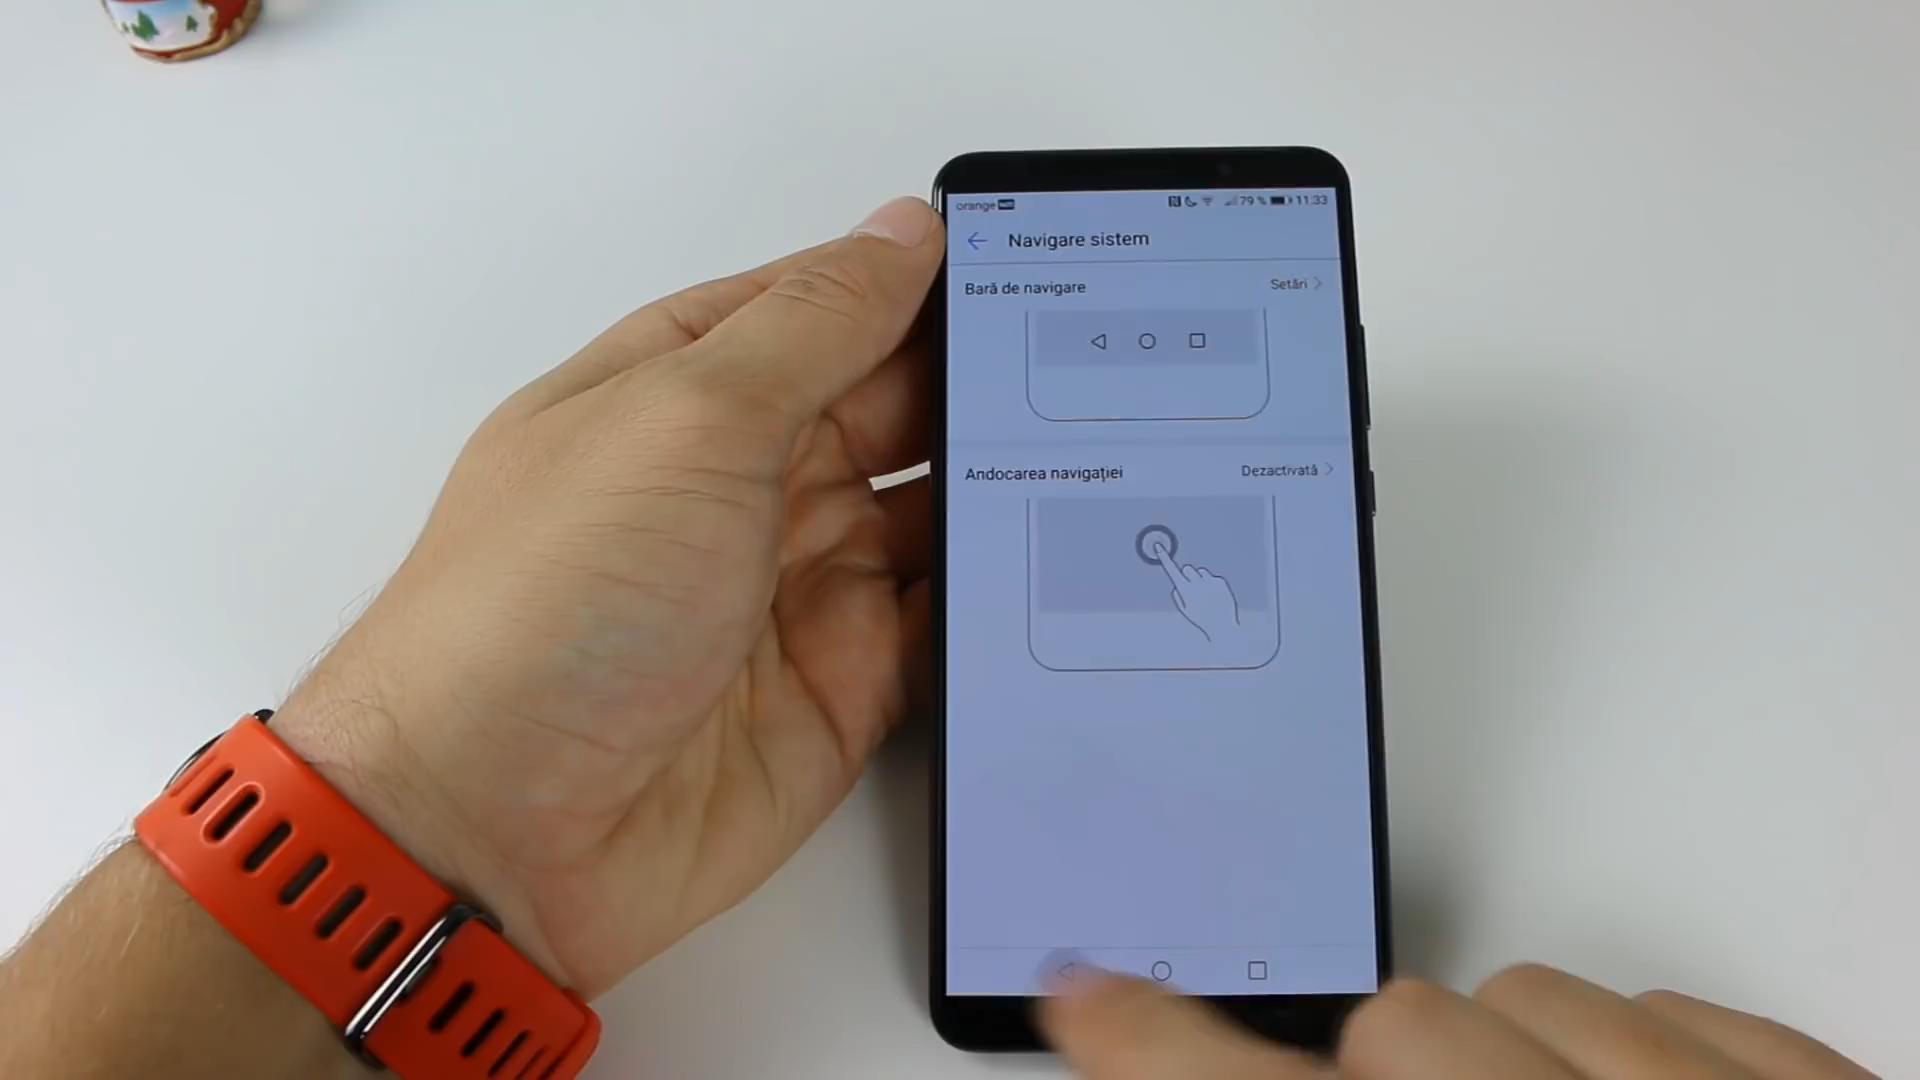 orange
79 % 11:33
Navigare sistem
Bară de navigare Setări
Andocarea navigației Dezactivată